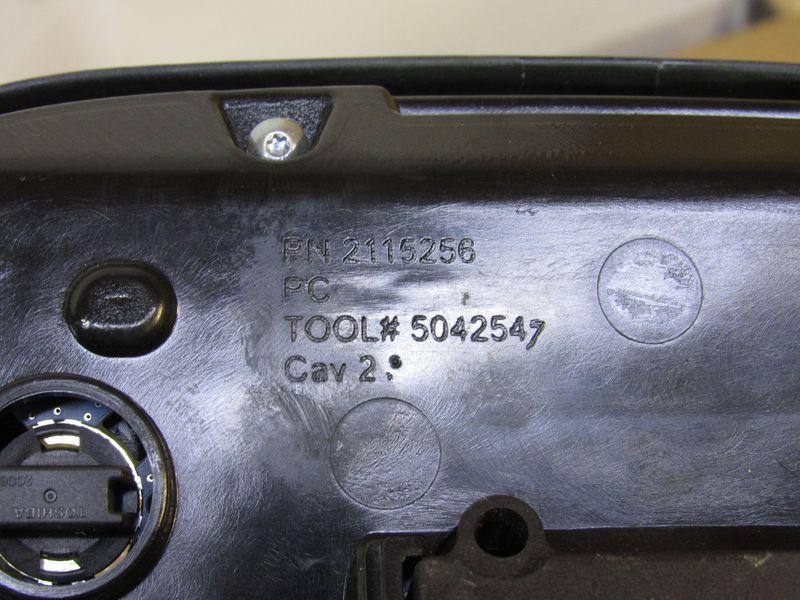 PN 2115256
PC
TOOL# 5042547
Cav 2
TOSHIBA